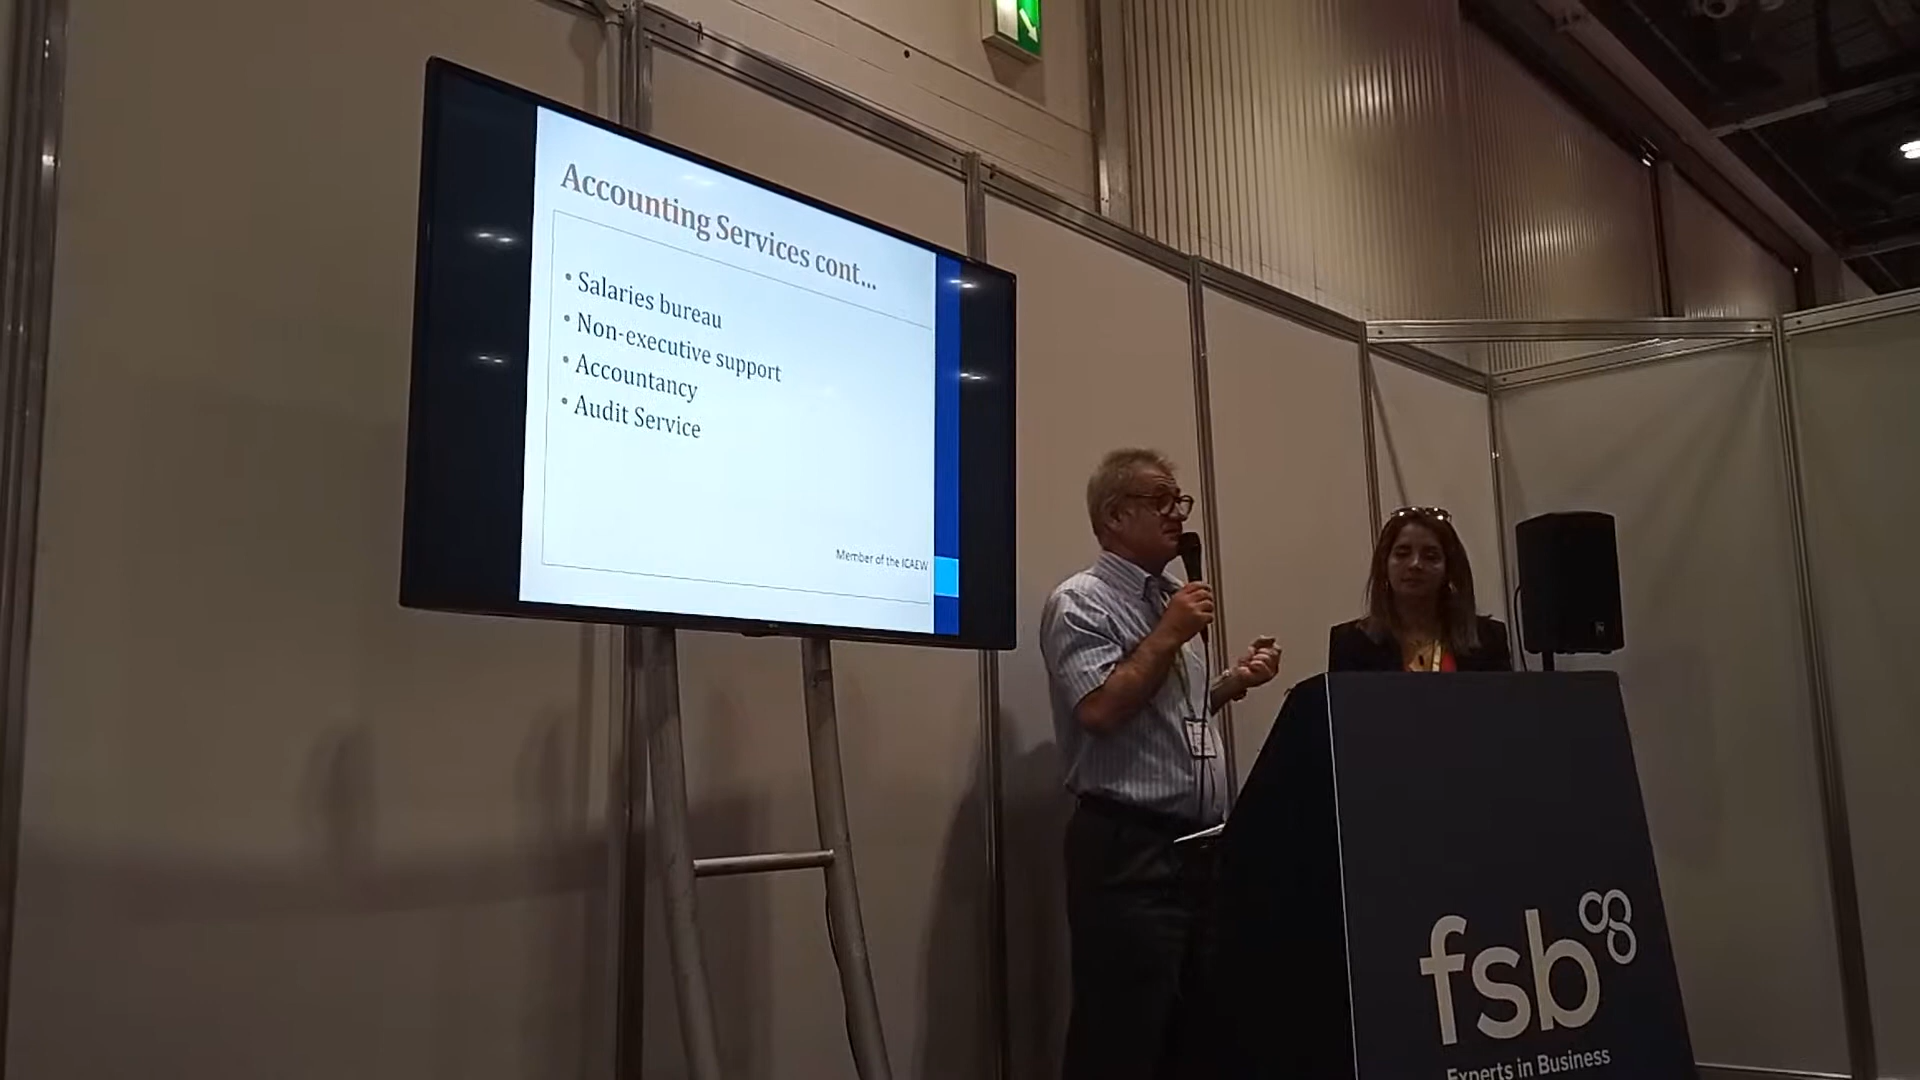 Accounting Services cont...
• Salaries bureau
• Non-executive support
• Accountancy
• Audit Service
Member of the ICAEW
fsb
Experts in Business